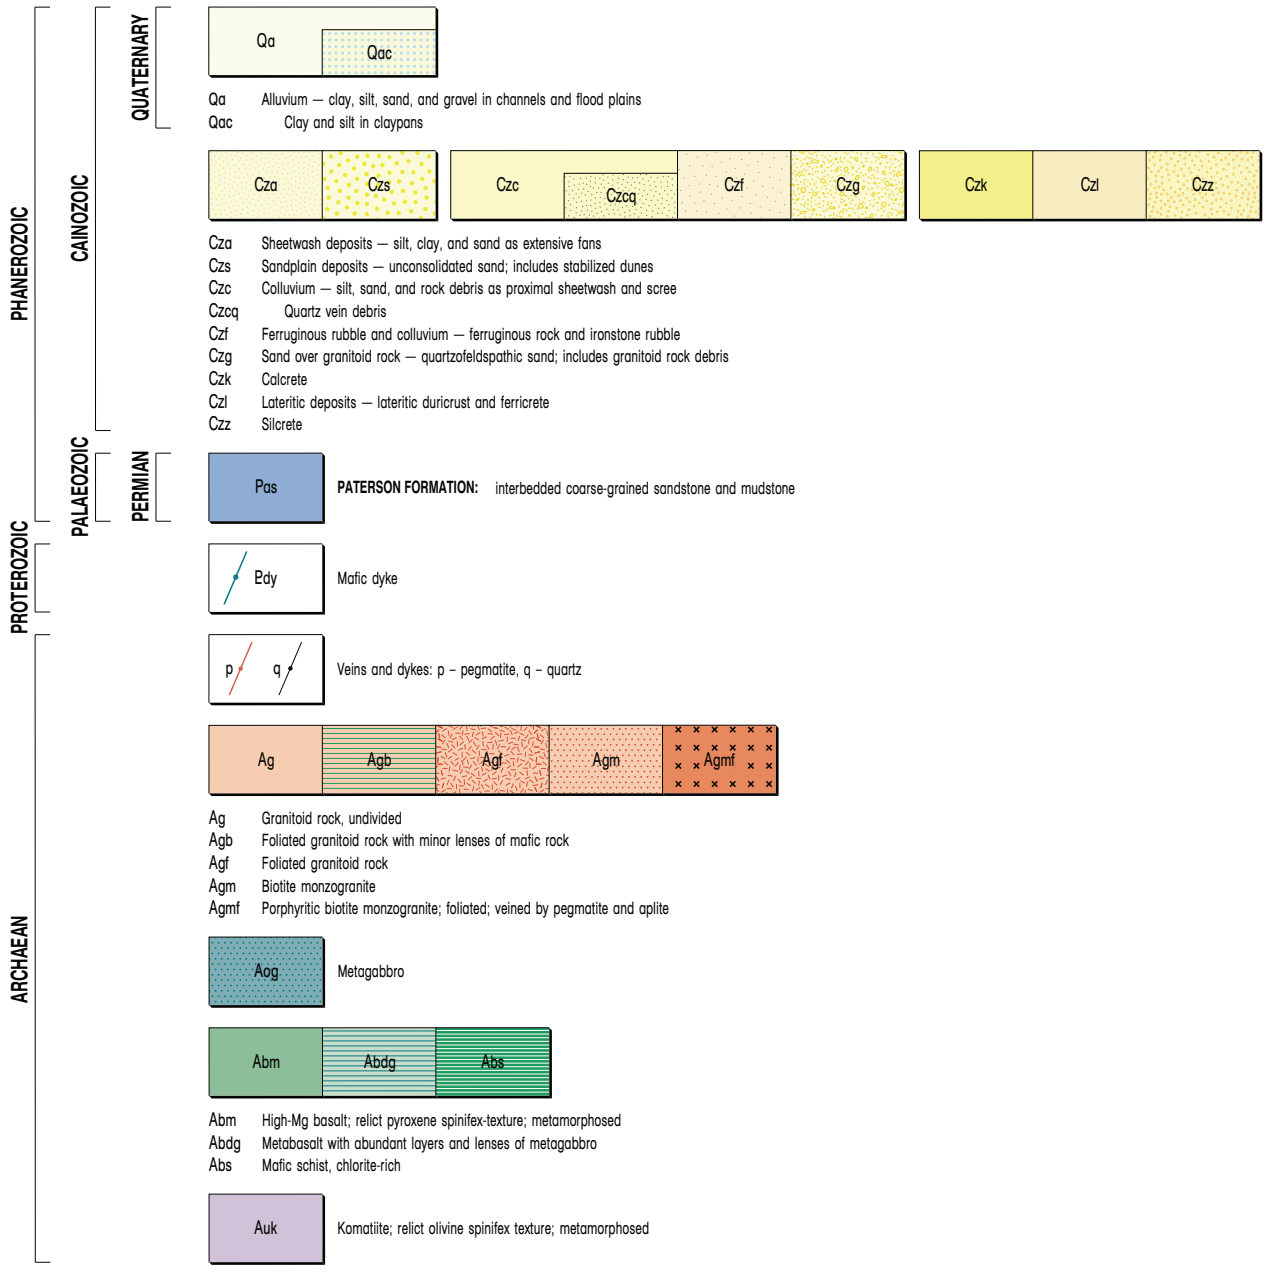 PHANEROZOIC
CAINOZOIC
QUATERNARY
Qa
Qac
Qa Alluvium — clay, silt, sand, and gravel in channels and flood plains
Qac Clay and silt in claypans
Cza
Czs
Czc
Czcq
Czf
Czg
Czk
Czl
Czz
Cza Sheetwash deposits — silt, clay, and sand as extensive fans
Czs Sandplain deposits — unconsolidated sand; includes stabilized dunes
Czc Colluvium — silt, sand, and rock debris as proximal sheetwash and scree
Czcq Quartz vein debris
Czf Ferruginous rubble and colluvium — ferruginous rock and ironstone rubble
Czg Sand over granitoid rock — quartzofeldspathic sand; includes granitoid rock debris
Czk Calcrete
Czl Lateritic deposits — lateritic duricrust and ferricrete
Czz Silcrete
PALAEOZOIC
PERMIAN
Pas
PATERSON FORMATION: interbedded coarse-grained sandstone and mudstone
PROTEROZOIC
Pdy
Mafic dyke
ARCHAEAN
p
q
Veins and dykes: p – pegmatite, q – quartz
Ag
Agb
Agf
Agm
Agmf
Ag Granitoid rock, undivided
Agb Foliated granitoid rock with minor lenses of mafic rock
Agf Foliated granitoid rock
Agm Biotite monzogranite
Agmf Porphyritic biotite monzogranite; foliated; veined by pegmatite and aplite
Aog
Metagabbro
Abm
Abdg
Abs
Abm High-Mg basalt; relict pyroxene spinifex-texture; metamorphosed
Abdg Metabasalt with abundant layers and lenses of metagabbro
Abs Mafic schist, chlorite-rich
Auk
Komatiite; relict olivine spinifex texture; metamorphosed